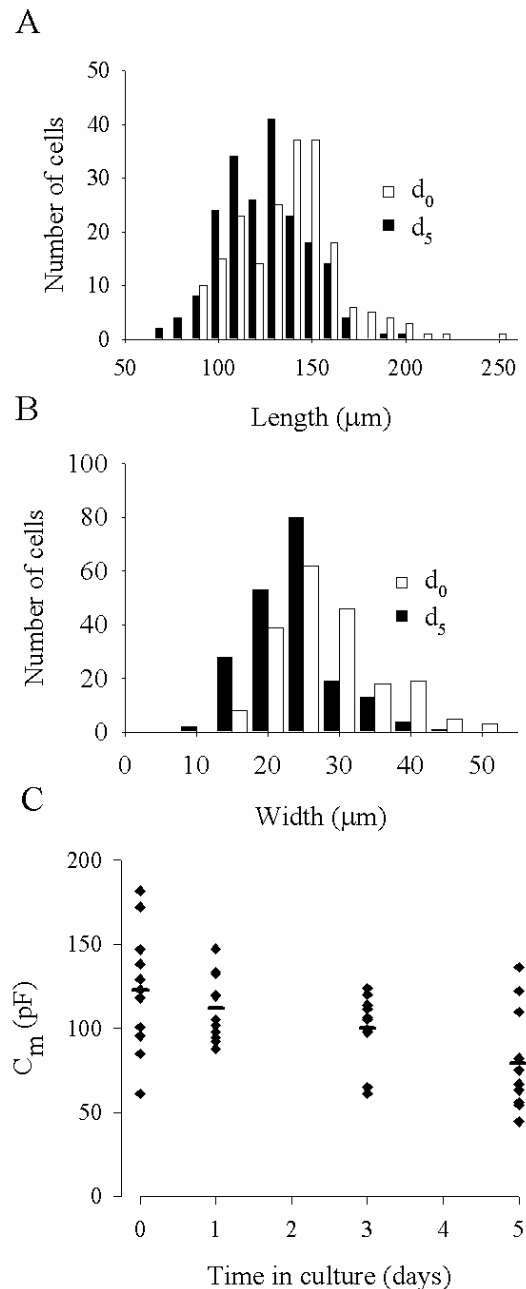 A
50
40
30
20
10
0
Number of cells
d₀
d₅
50 100 150 200 250
Length (μm)
B
100
80
60
40
20
0
Number of cells
d₀
d₅
0 10 20 30 40 50
Width (μm)
C
200
150
100
50
0
Cₘ (pF)
0 1 2 3 4 5
Time in culture (days)